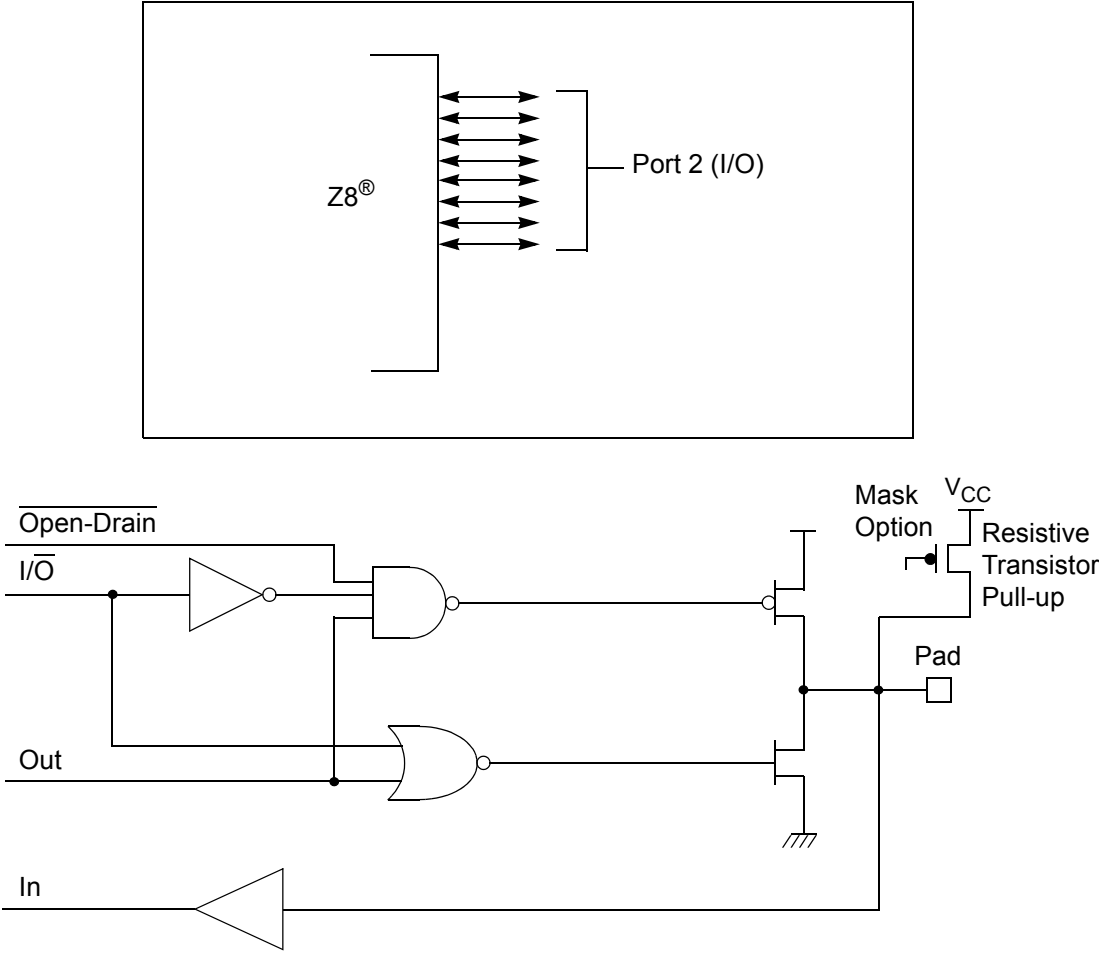 Z8®
Port 2 (I/O)
Open-Drain
I/O
Out
In
Mask
Option
VCC
Resistive
Transistor
Pull-up
Pad